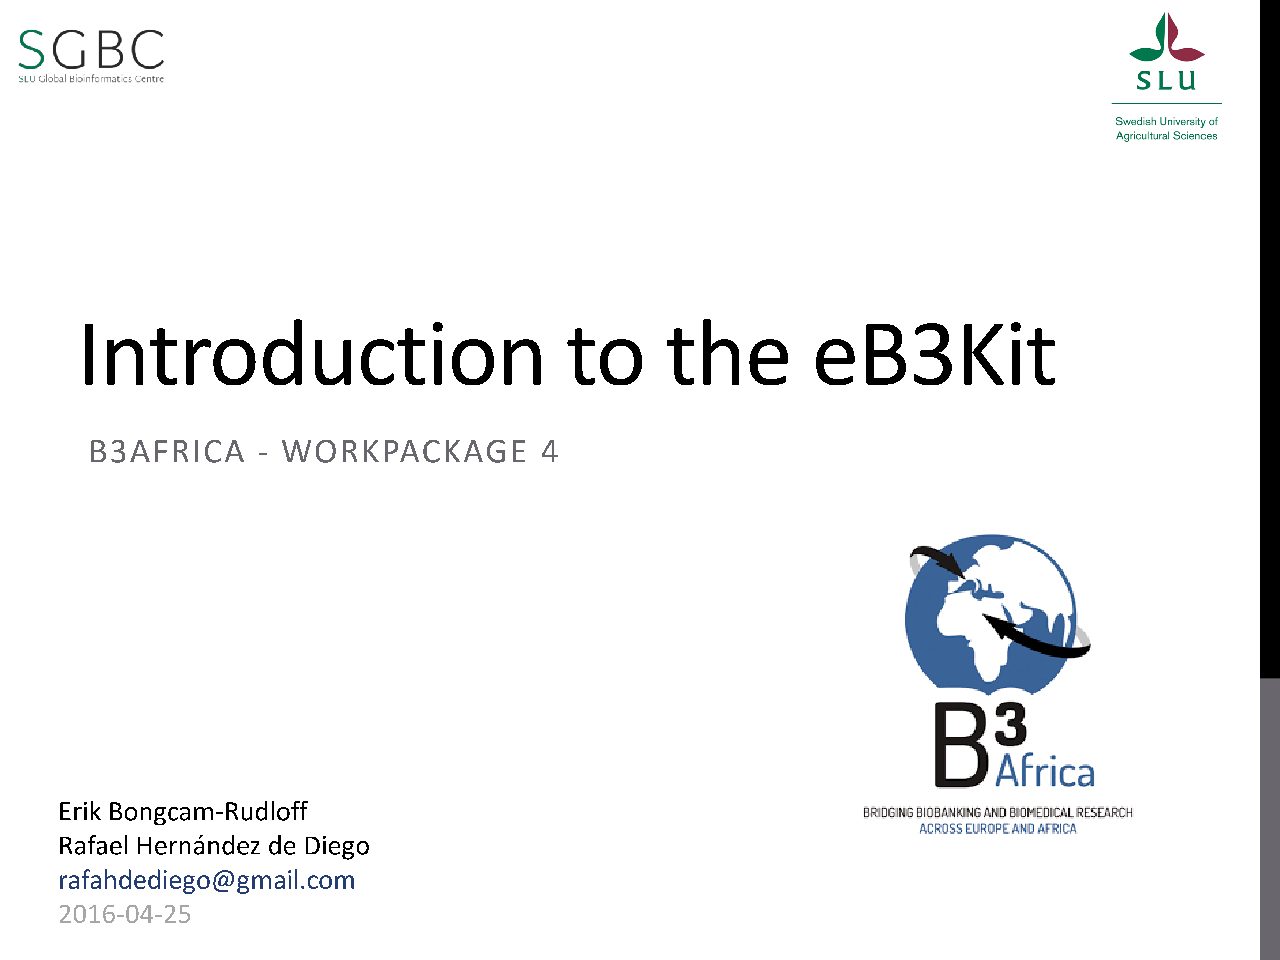 SGBC
SLU Global Bioinformatics Centre
SLU
Swedish University of
Agricultural Sciences
Introduction to the eB3Kit
B3AFRICA - WORKPACKAGE 4
B3
Africa
BRIDGING BIOBANKING AND BIOMEDICAL RESEARCH
ACROSS EUROPE AND AFRICA
Erik Bongcam-Rudloff
Rafael Hernández de Diego
rafahdediego@gmail.com
2016-04-25